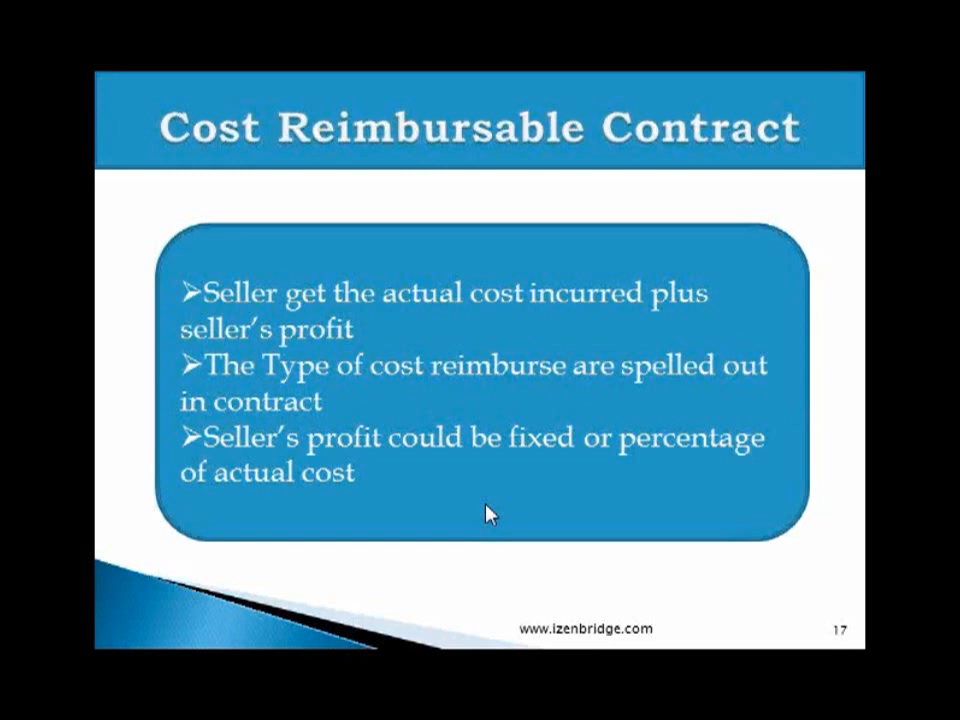 Cost Reimbursable Contract
➢Seller get the actual cost incurred plus
seller’s profit
➢The Type of cost reimburse are spelled out
in contract
➢Seller’s profit could be fixed or percentage
of actual cost
www.izenbridge.com
17